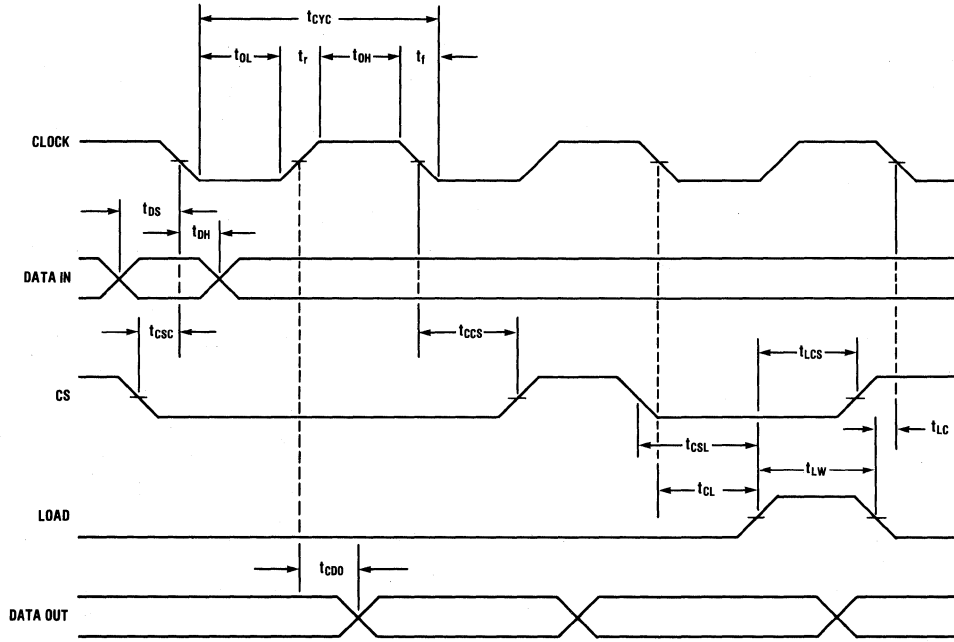 tCYC
tOL tr tOH tf
CLOCK
tDS
tDH
DATA IN
tCSC tCCS
tLCS
CS
tLC
tCSL
tLW
tCL
LOAD
tCDO
DATA OUT